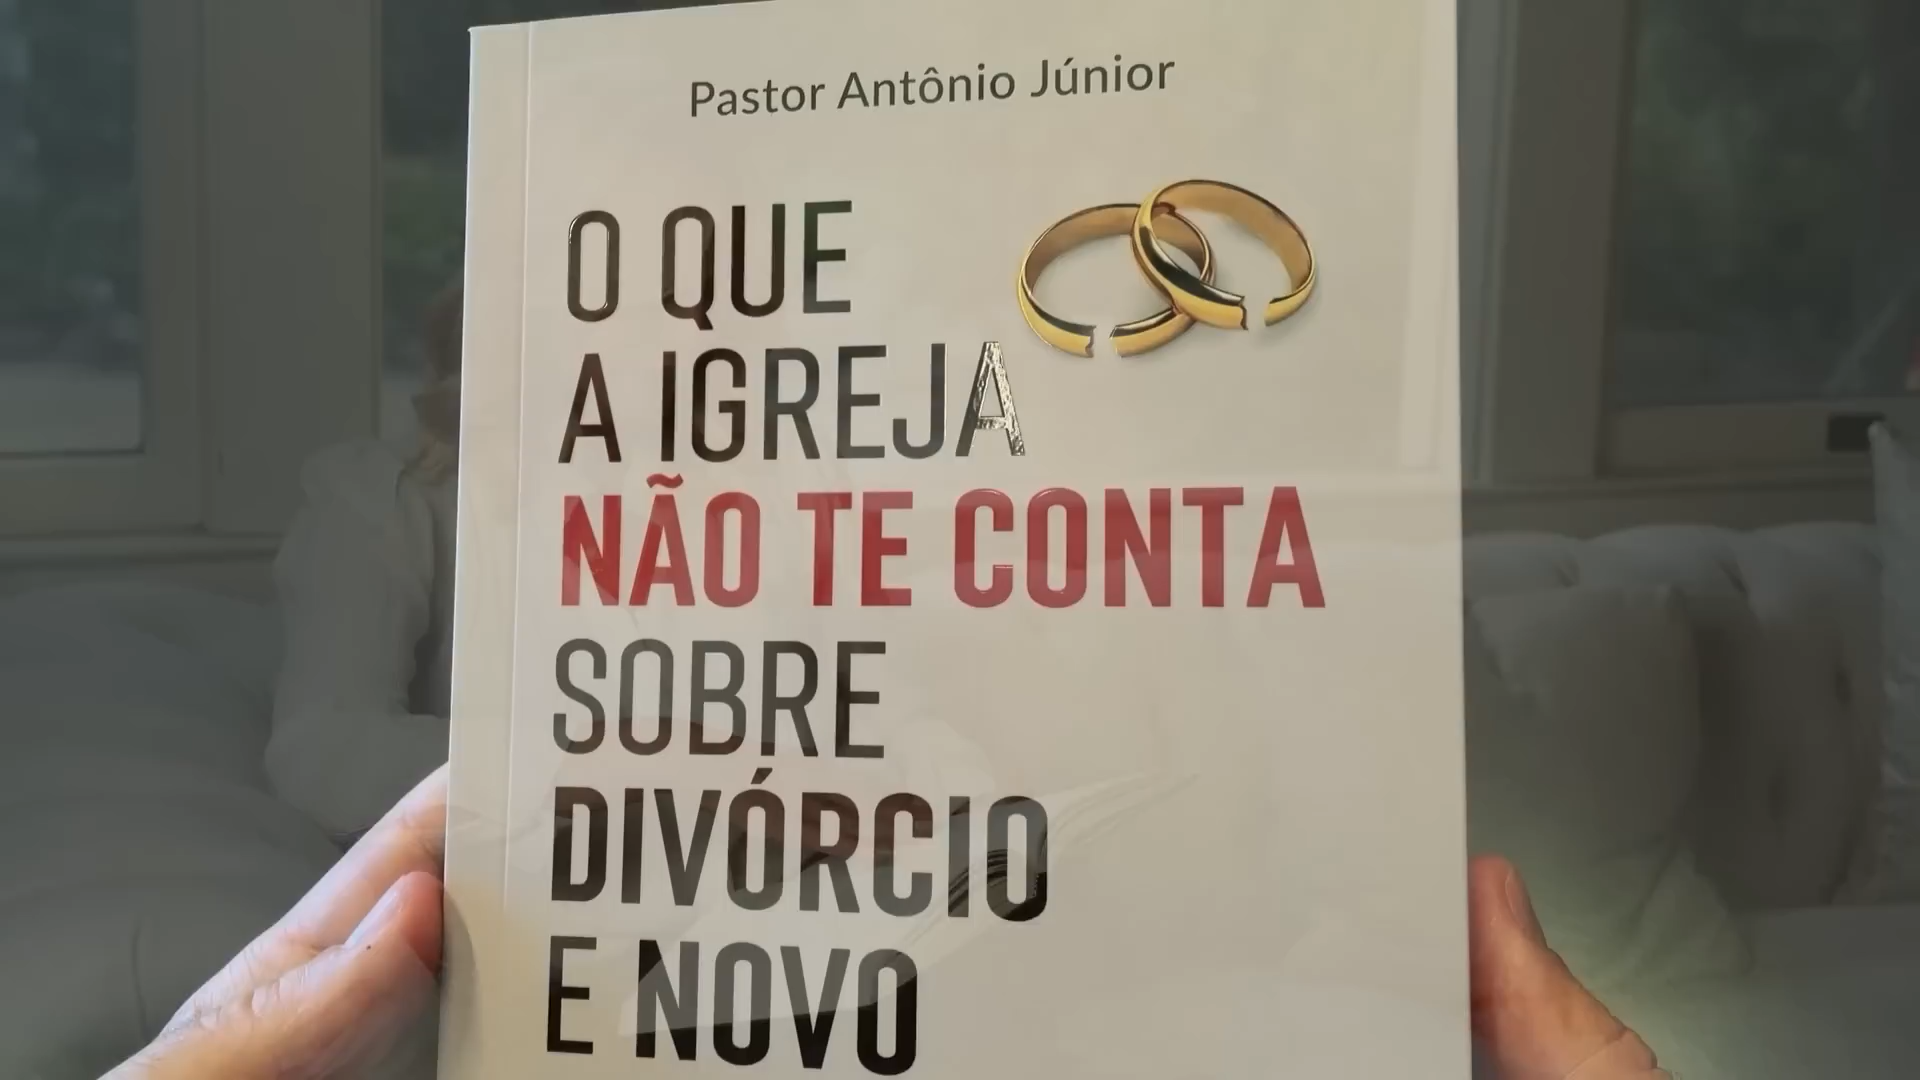 Pastor Antônio Júnior
O QUE
A IGREJA
NÃO TE CONTA
SOBRE
DIVÓRCIO
E NOVO